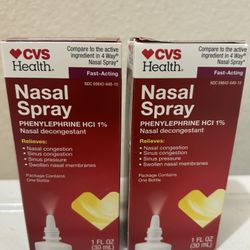 CVS
Health.
Compare to the active
ingredient in 4 Way®
Nasal Spray*
Fast-Acting
Nasal
Spray
PHENYLEPHRINE HCl 1%
Nasal decongestant
Relieves:
• Nasal congestion
• Sinus congestion
• Sinus pressure
• Swollen nasal membranes
Package Contains
One Bottle
1 FL OZ
(30 mL)
CVS
Health.
Compare to the active
ingredient in 4 Way®
Nasal Spray*
Fast-Acting
Nasal
Spray
PHENYLEPHRINE HCl 1%
Nasal decongestant
Relieves:
• Nasal congestion
• Sinus congestion
• Sinus pressure
• Swollen nasal membranes
Package Contains
One Bottle
1 FL OZ
(30 mL)